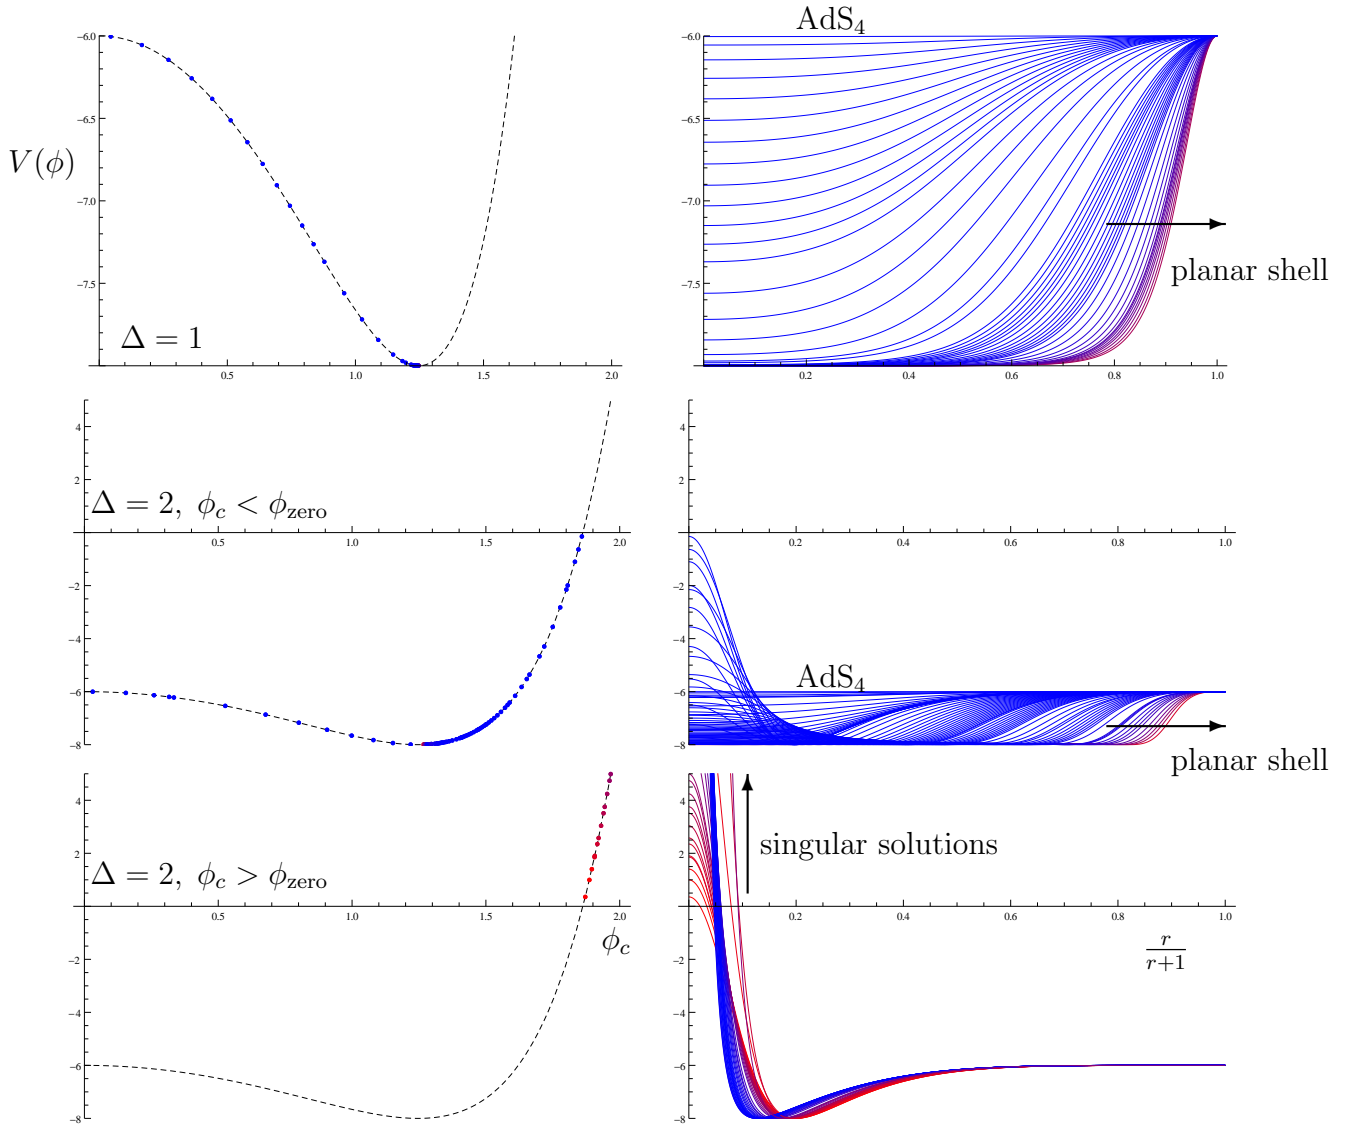 AdS₄
−6.0
−6.5
V(ϕ)
−7.0
−7.5
Δ = 1
0.5 1.0 1.5 2.0
−6.0
−6.5
−7.0
−7.5
planar shell
0.2 0.4 0.6 0.8 1.0
4
2
Δ = 2, ϕc < ϕzero
0.5 1.0 1.5 2.0
−2
−4
−6
−8
4
2
0.2 0.4 0.6 0.8 1.0
−2
−4
AdS₄
−6
−8
planar shell
4
2
Δ = 2, ϕc > ϕzero
0.5 1.0 1.5 2.0
ϕc
−2
−4
−6
−8
4
singular solutions
2
0.2 0.4 0.6 0.8 1.0
r/(r+1)
−2
−4
−6
−8